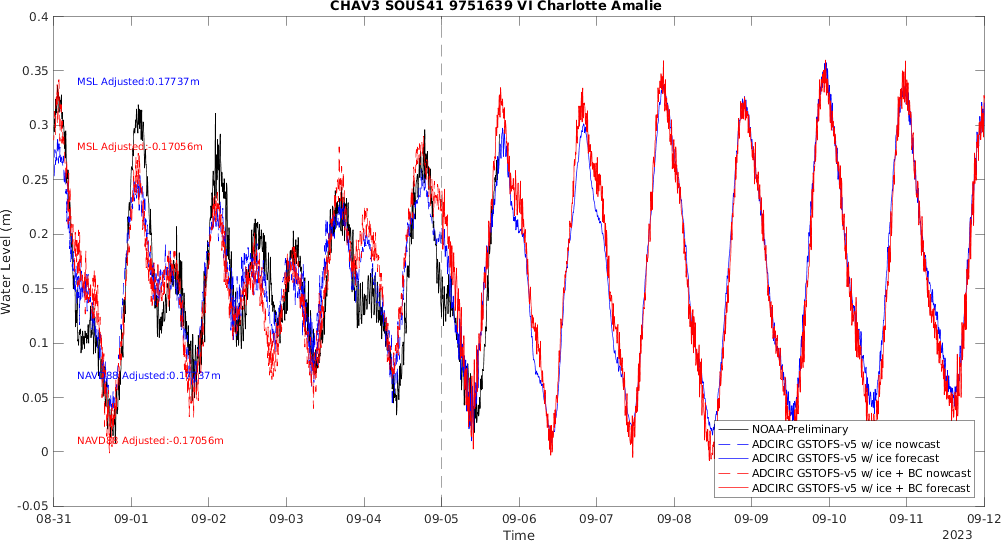 CHAV3 SOUS41 9751639 VI Charlotte Amalie
Water Level (m)
0.4
0.35
0.3
0.25
0.2
0.15
0.1
0.05
0
-0.05
MSL Adjusted:0.17737m
MSL Adjusted:-0.17056m
NAVD88 Adjusted:0.17737m
NAVD88 Adjusted:-0.17056m
NOAA-Preliminary
ADCIRC GSTOFS-v5 w/ ice nowcast
ADCIRC GSTOFS-v5 w/ ice forecast
ADCIRC GSTOFS-v5 w/ ice + BC nowcast
ADCIRC GSTOFS-v5 w/ ice + BC forecast
08-31 09-01 09-02 09-03 09-04 09-05 09-06 09-07 09-08 09-09 09-10 09-11 09-12
Time
2023